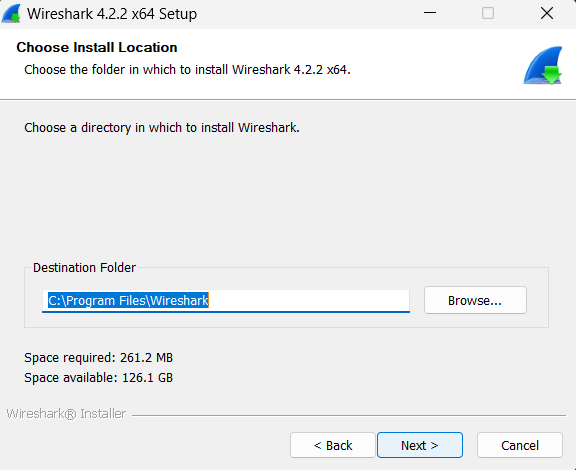 Wireshark 4.2.2 x64 Setup
Choose Install Location
Choose the folder in which to install Wireshark 4.2.2 x64.
Choose a directory in which to install Wireshark.
Destination Folder
C:\Program Files\Wireshark
Browse...
Space required: 261.2 MB
Space available: 126.1 GB
Wireshark® Installer
< Back
Next >
Cancel